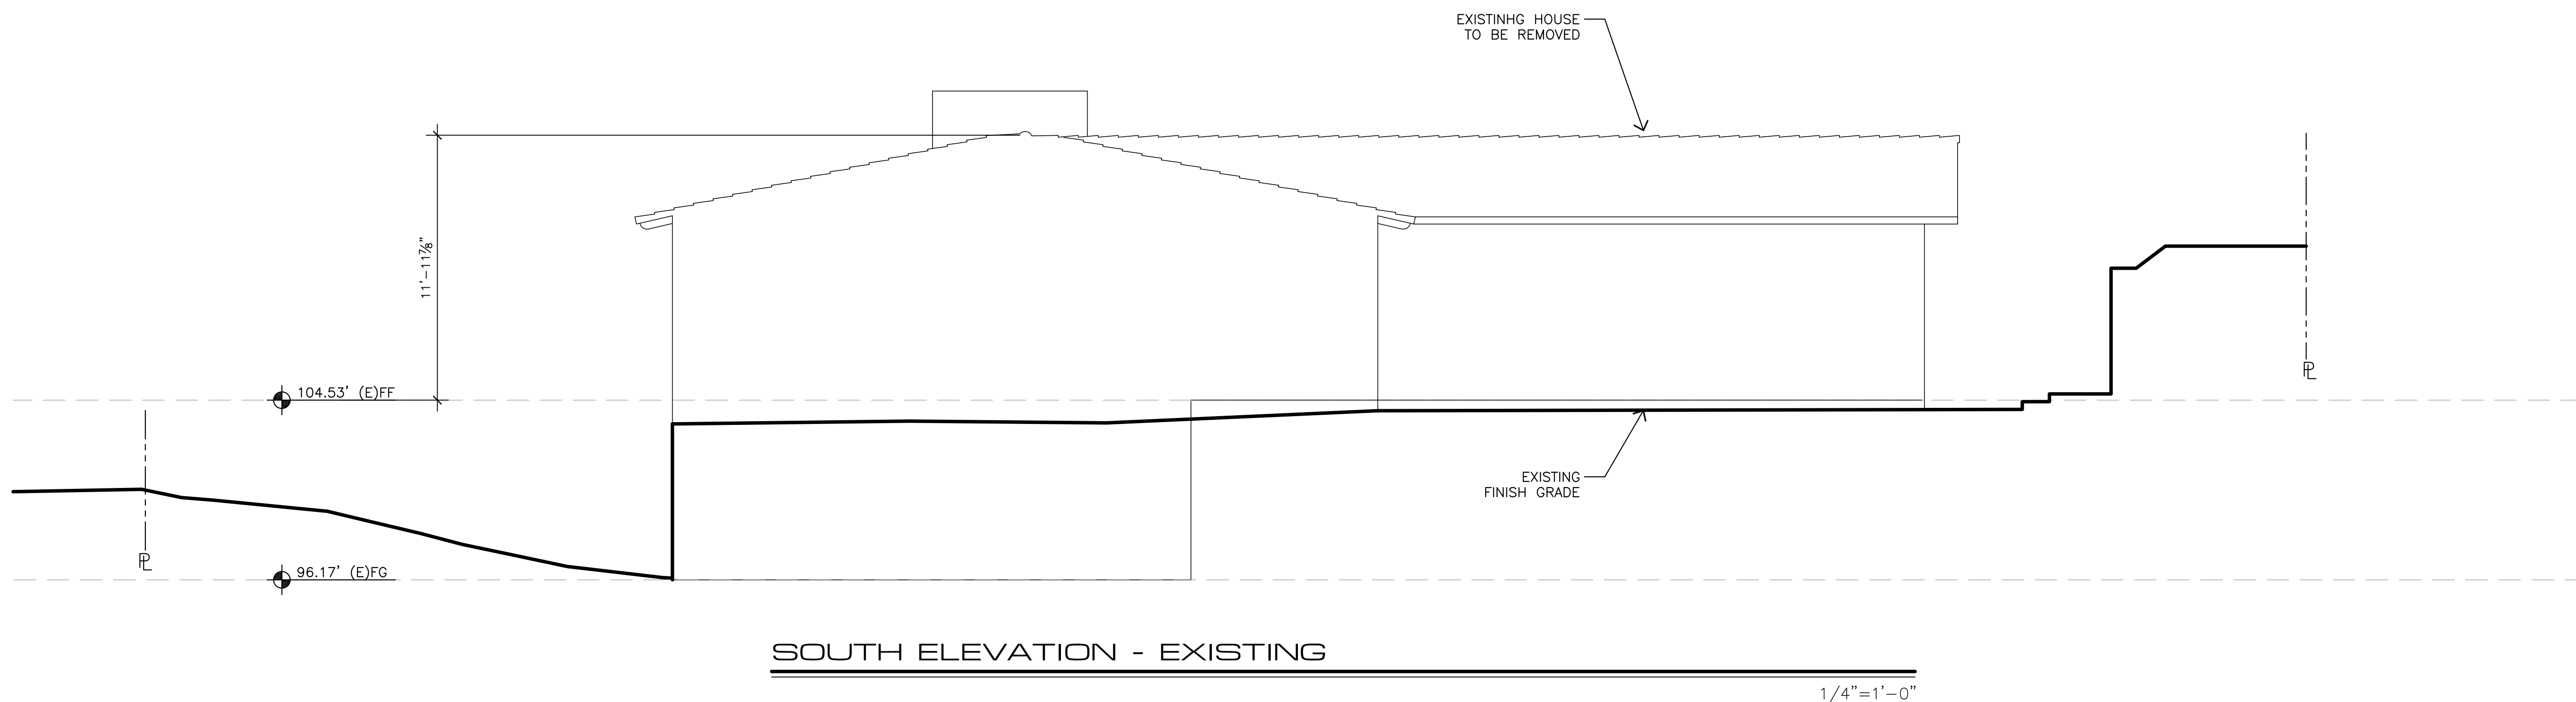 EXISTINHG HOUSE
TO BE REMOVED
11'-11⅞"
104.53' (E)FF
PL
EXISTING
FINISH GRADE
PL
96.17' (E)FG
SOUTH ELEVATION - EXISTING
1/4"=1'-0"